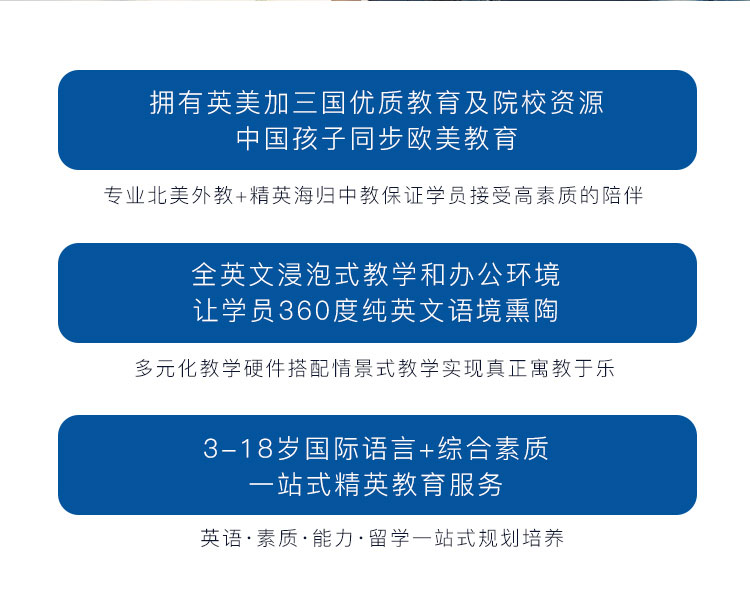 拥有英美加三国优质教育及院校资源
中国孩子同步欧美教育
专业北美外教+精英海归中教保证学员接受高素质的陪伴
全英文浸泡式教学和办公环境
让学员360度纯英文语境熏陶
多元化教学硬件搭配情景式教学实现真正寓教于乐
3-18岁国际语言+综合素质
一站式精英教育服务
英语·素质·能力·留学一站式规划培养